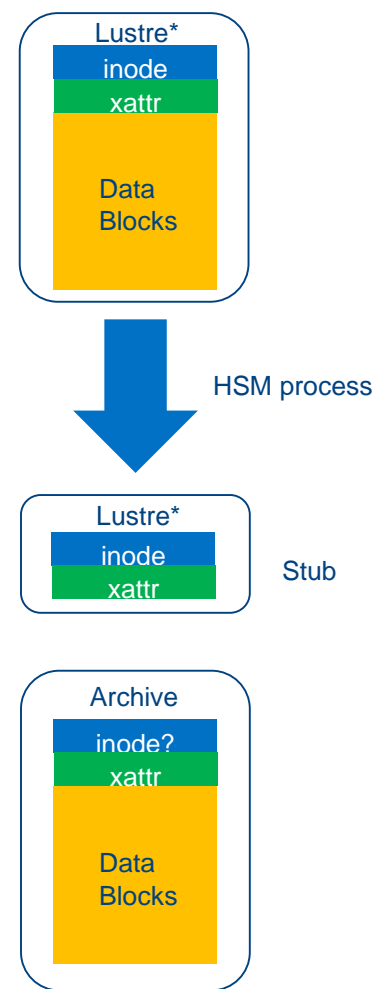 Lustre*
inode
xattr
Data
Blocks
HSM process
Lustre*
inode
xattr
Stub
Archive
inode?
xattr
Data
Blocks